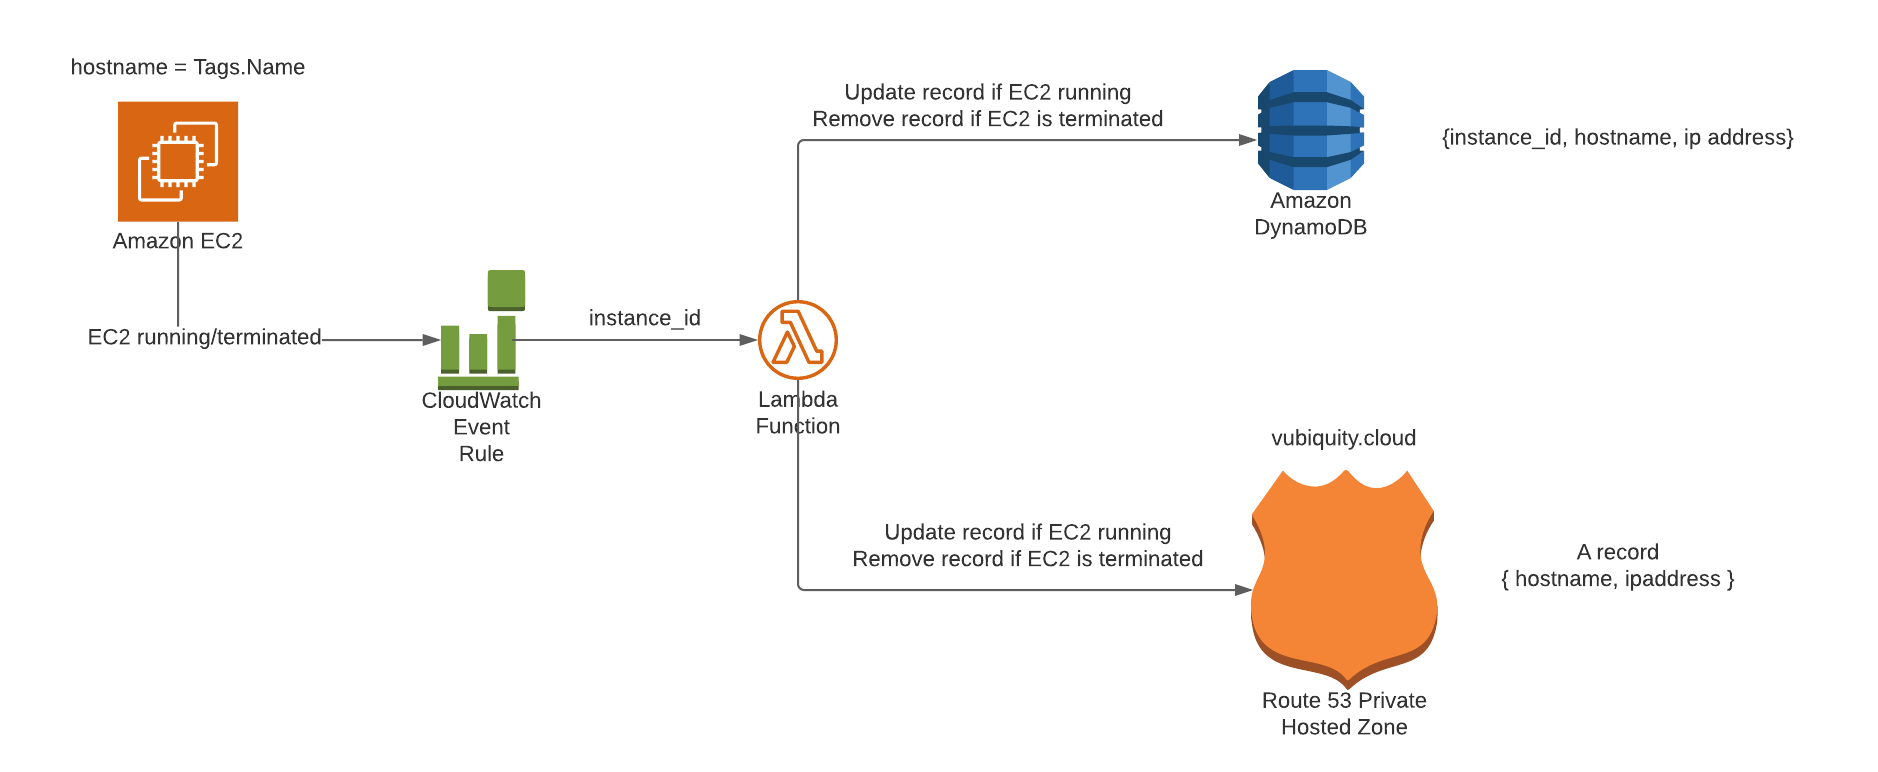 hostname = Tags.Name
Amazon EC2
EC2 running/terminated
CloudWatch
Event
Rule
instance_id
Lambda
Function
Update record if EC2 running
Remove record if EC2 is terminated
Amazon
DynamoDB
{instance_id, hostname, ip address}
Update record if EC2 running
Remove record if EC2 is terminated
vubiquity.cloud
Route 53 Private
Hosted Zone
A record
{ hostname, ipaddress }